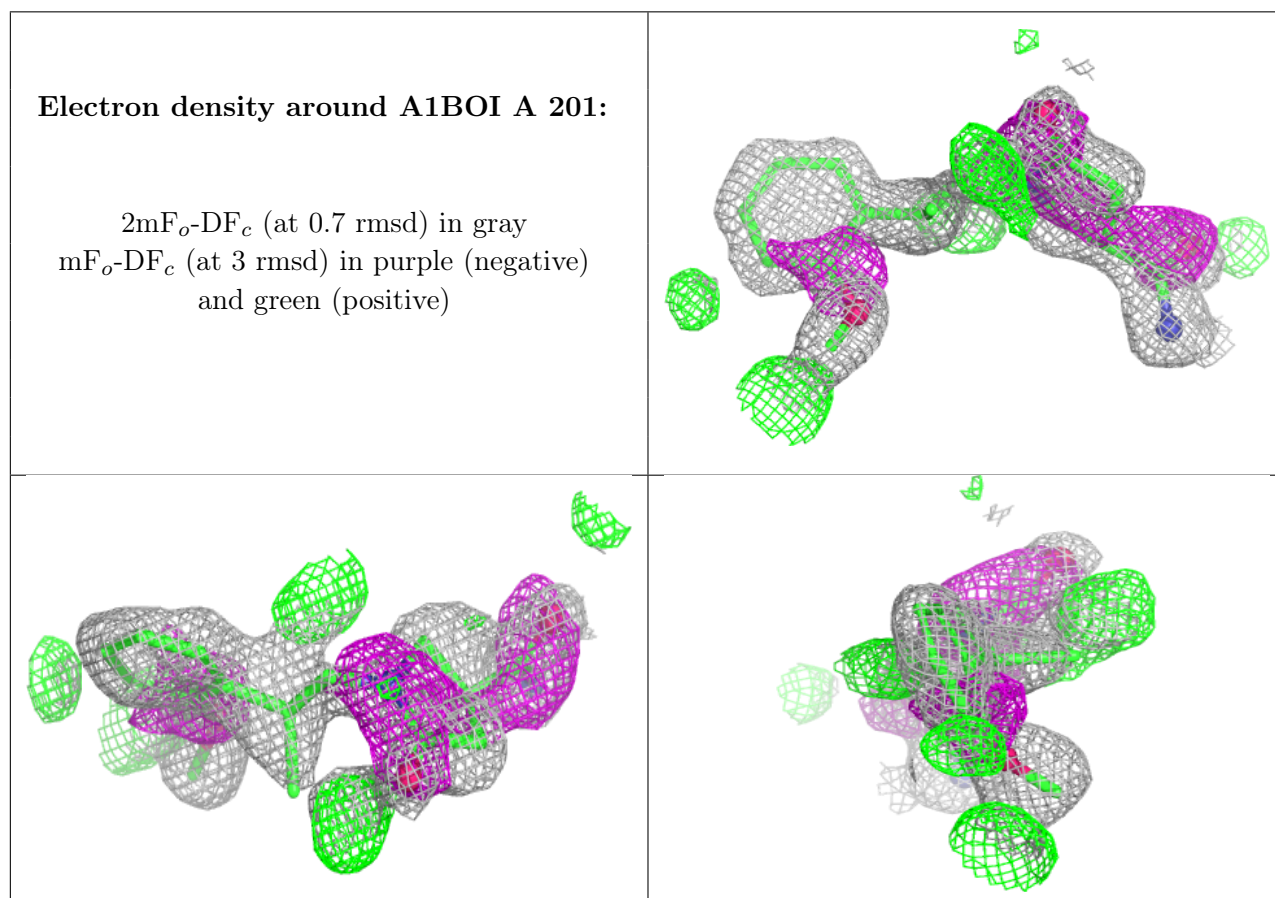 Electron density around A1BOI A 201:
2mFo-DFc (at 0.7 rmsd) in gray
mFo-DFc (at 3 rmsd) in purple (negative)
and green (positive)